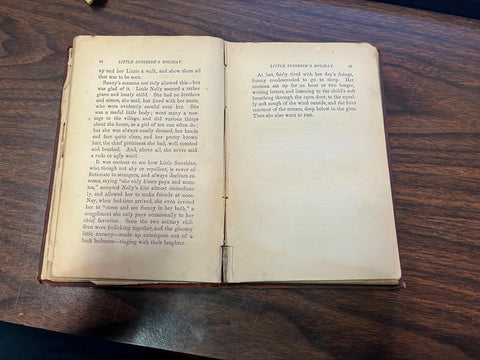 LITTLE SUNSHINE'S HOLIDAY.
ny and her Lizzie a walk, and show them all
that was to be seen.
Sunny's mamma not only allowed this—but
was glad of it. Little Nelly seemed a rather
grave and lonely child. She had no brothers
and sisters, she said, but lived with her aunts,
who were evidently careful over her. She
was a useful little body; went many a mes-
sage to the village, and did various things
about the house, as a girl of ten can often do;
but she was always neatly dressed, her hands
and face quite clean, and her pretty brown
hair, the chief prettiness she had, well combed
and brushed. And, above all, she never said
a rude or ugly word.
It was curious to see how Little Sunshine,
who, though not shy or repellent, is never af-
fectionate to strangers, and always declines ca-
resses, saying "she only kisses papa and mam-
ma," accepted Nelly's kiss almost immediate-
ly, and allowed her to make friends at once.
Nay, when bed-time arrived, she even invited
her to "come and see Sunny in her bath," a
compliment she only pays occasionally to her
chief favorites. Soon the two solitary chil-
dren were frolicking together, and the gloomy
little nursery—made up extempore out of a
back bedroom—ringing with their laughter.
LITTLE SUNSHINE'S HOLIDAY.
At last, fairly tired with her day's doings,
Sunny condescended to go to sleep. Her
mamma sat up for an hour or two longer,
writing letters, and listening to the child's soft
breathing through the open door, to the equal-
ly soft sough of the wind outside, and the faint
murmur of the stream, deep below in the glen.
Then she also went to rest.